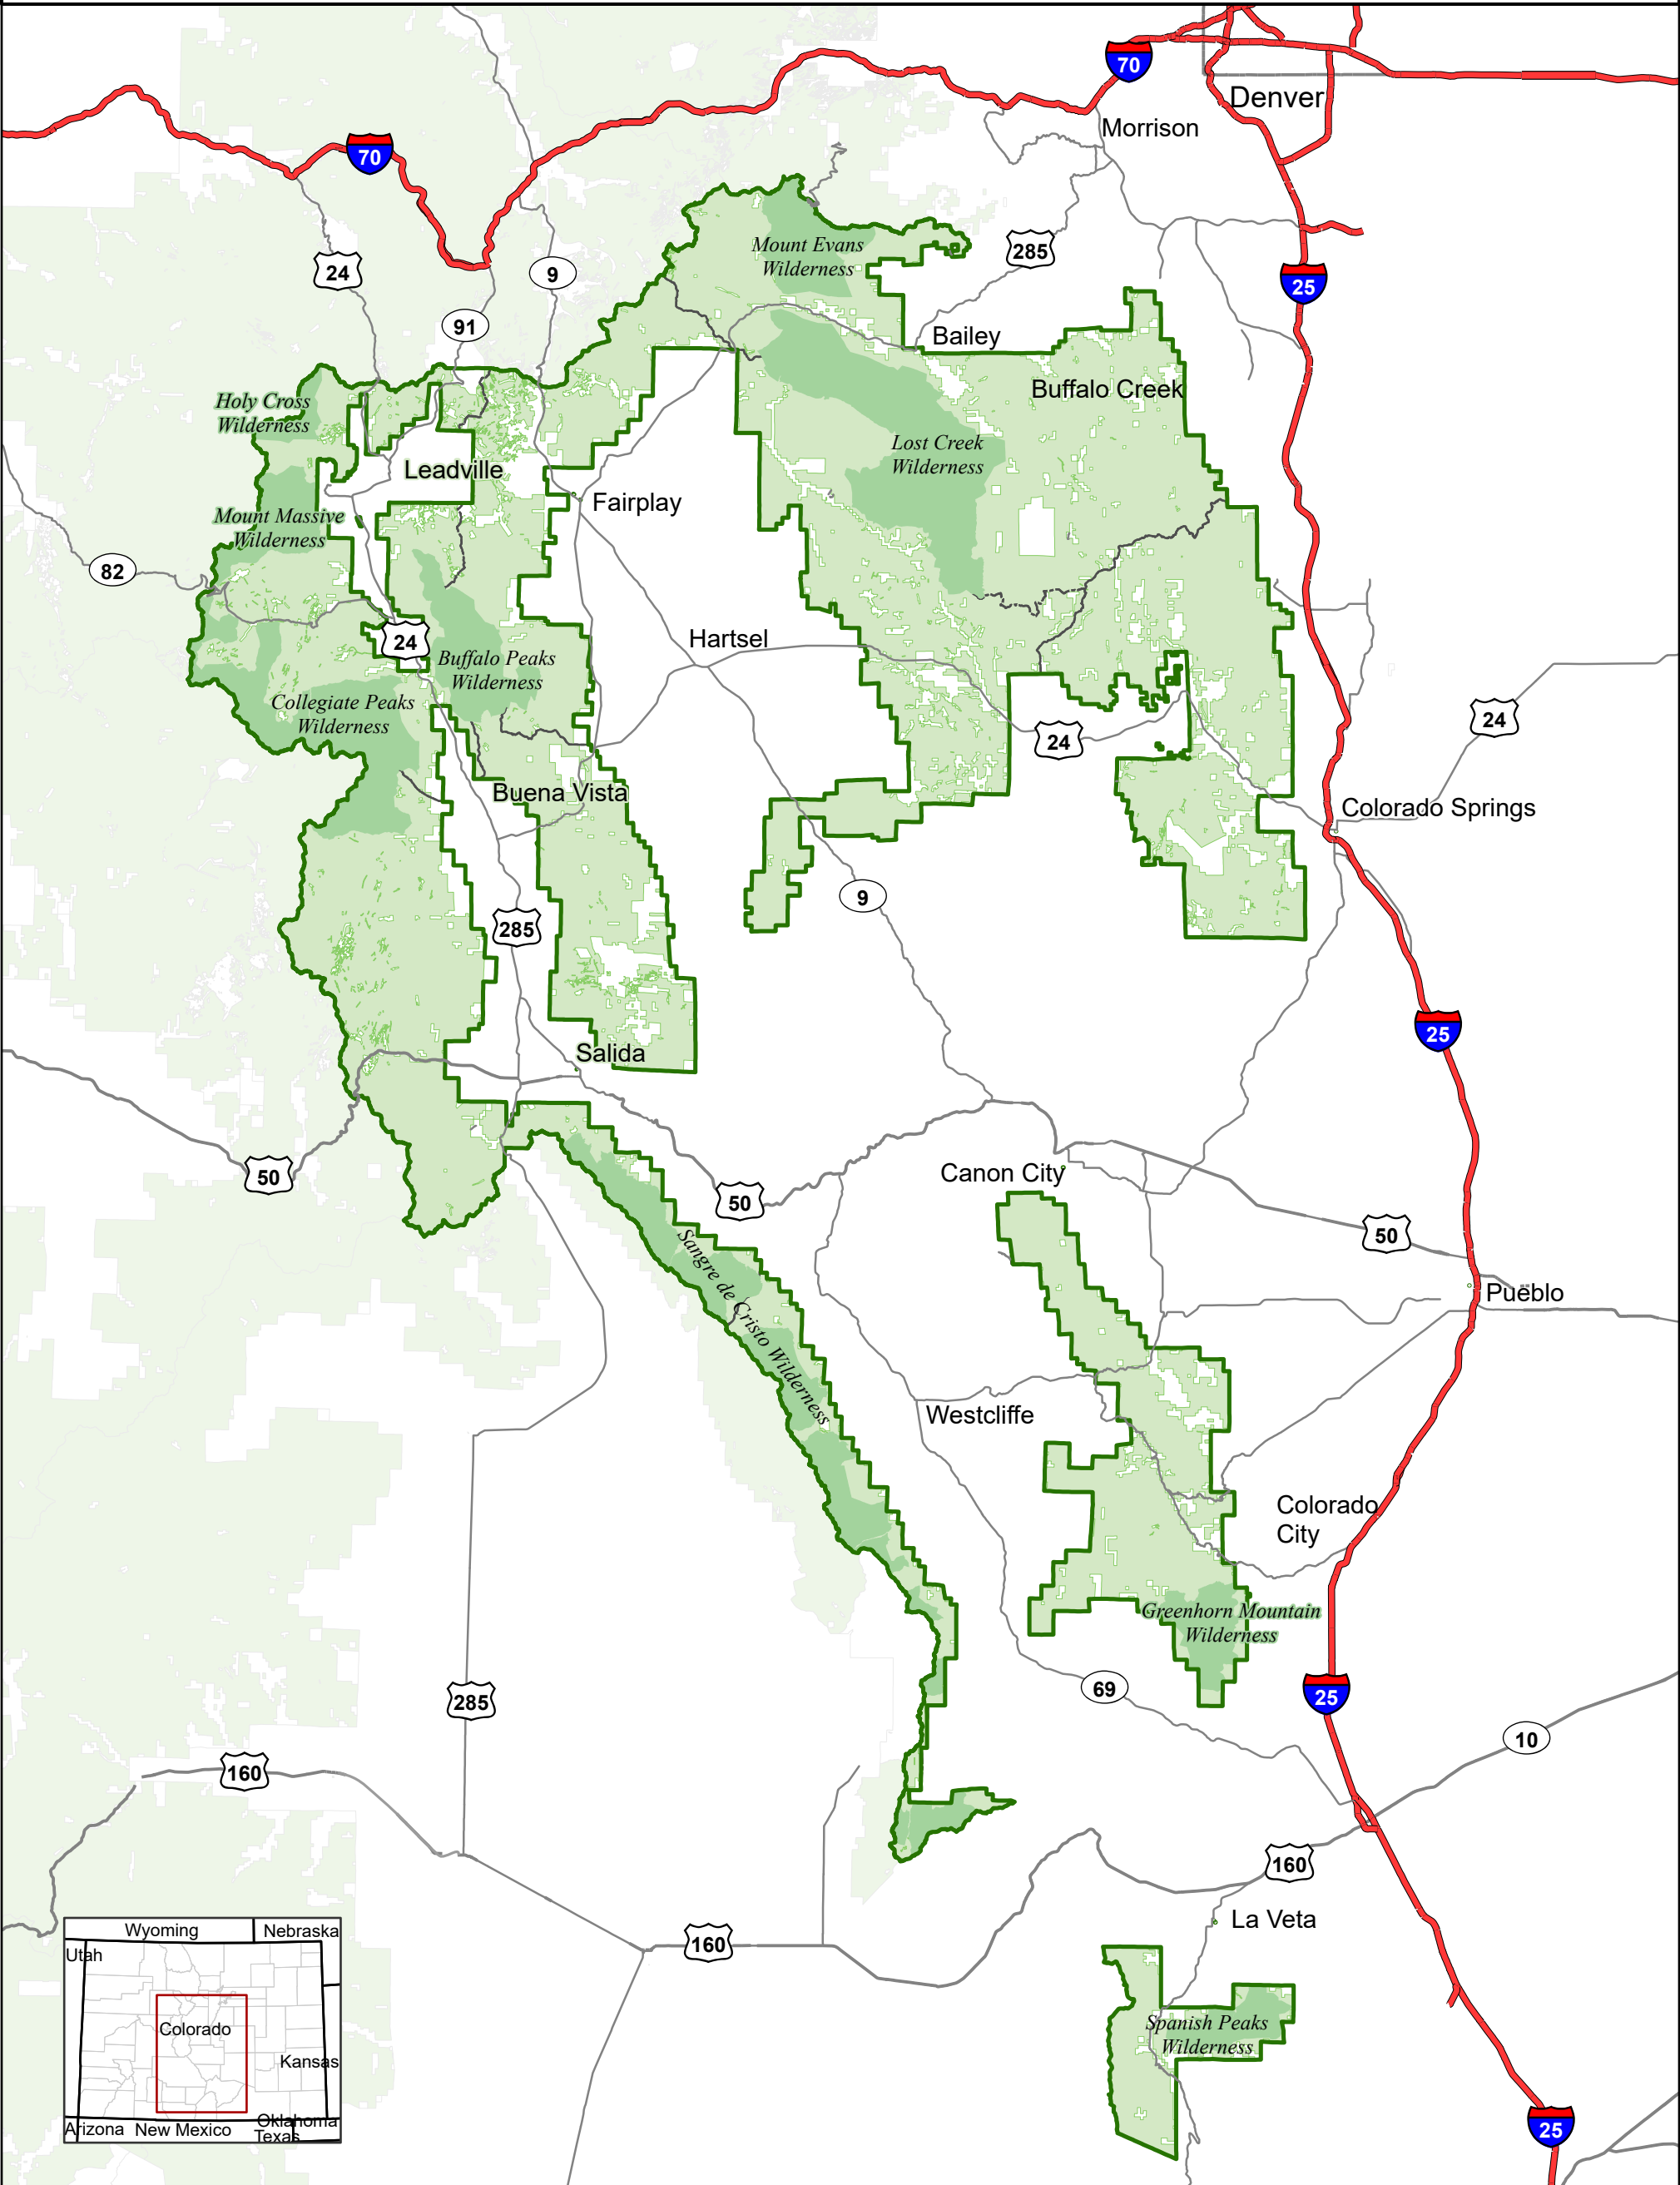 70
Denver
Morrison
70
Mount Evans
Wilderness
285
24
9
25
91
Bailey
Buffalo Creek
Holy Cross
Wilderness
Lost Creek
Wilderness
Leadville
Fairplay
Mount Massive
Wilderness
82
24
Hartsel
Buffalo Peaks
Wilderness
Collegiate Peaks
Wilderness
24
24
Buena Vista
Colorado Springs
9
285
25
Salida
50
Canon City
50
50
Sangre de Cristo Wilderness
Pueblo
Westcliffe
Colorado
City
Greenhorn Mountain
Wilderness
69
25
285
10
160
160
La Veta
160
Wyoming
Nebraska
Utah
Colorado
Kansas
Oklahoma
Arizona
New Mexico
Texas
Spanish Peaks
Wilderness
25